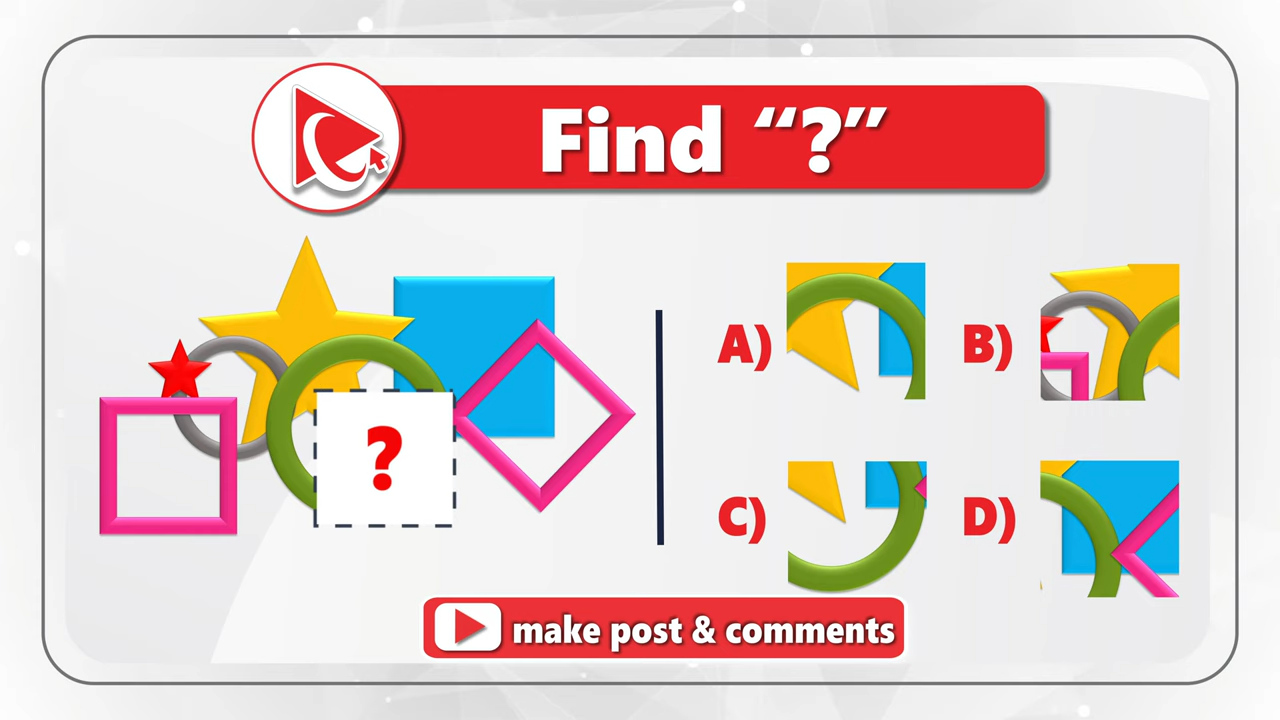 Find “?”
?
A)
B)
C)
D)
make post & comments